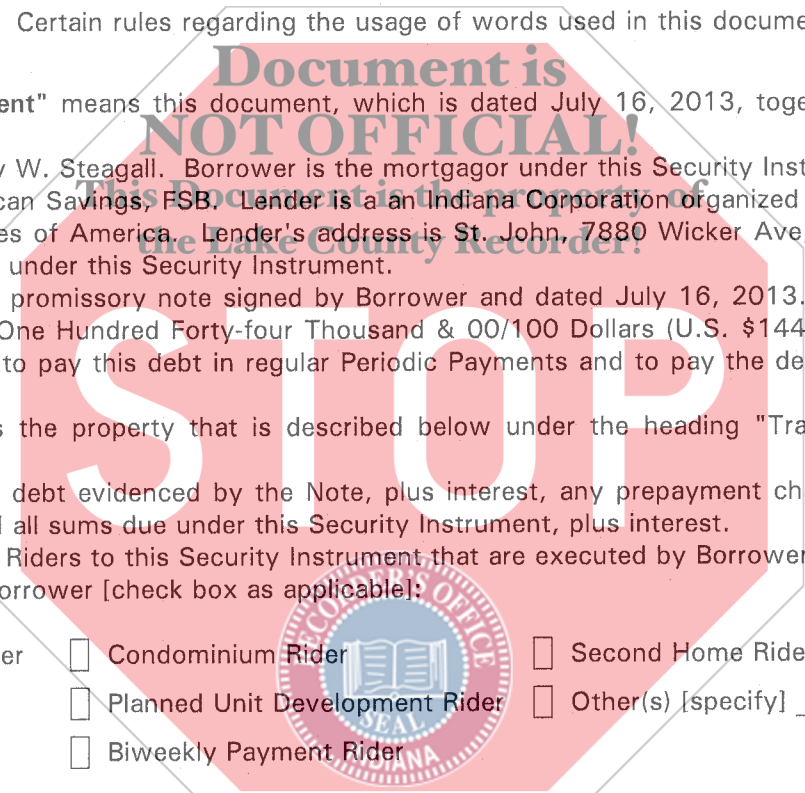 Certain rules regarding the usage of words used in this docume
Document is
ent" means this document, which is dated July 16, 2013, toge
NOT OFFICIAL!
y W. Steagall. Borrower is the mortgagor under this Security Inst
This Document is the property of
can Savings, FSB. Lender is a an Indiana Corporation organized
the Lake County Recorder!
es of America. Lender's address is St. John, 7880 Wicker Ave
under this Security Instrument.
promissory note signed by Borrower and dated July 16, 2013.
One Hundred Forty-four Thousand & 00/100 Dollars (U.S. $144
to pay this debt in regular Periodic Payments and to pay the de
STOP
s the property that is described below under the heading "Tra
debt evidenced by the Note, plus interest, any prepayment ch
l all sums due under this Security Instrument, plus interest.
Riders to this Security Instrument that are executed by Borrower
orrower [check box as applicable]:
RECORDER'S OFFICE
er Condominium Rider Second Home Ride
Planned Unit Development Rider Other(s) [specify] _
SEAL
Biweekly Payment Rider
INDIANA